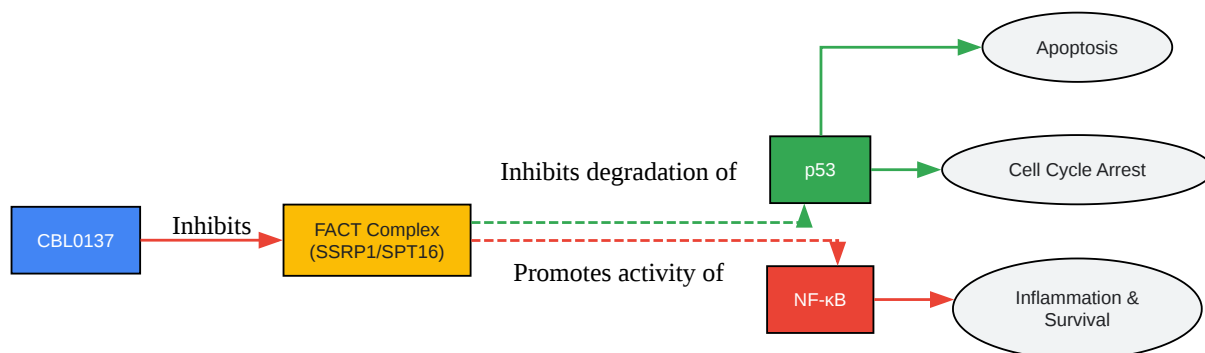 CBL0137
Inhibits
FACT Complex
(SSRP1/SPT16)
Inhibits degradation of
Promotes activity of
p53
NF-κB
Apoptosis
Cell Cycle Arrest
Inflammation &
Survival